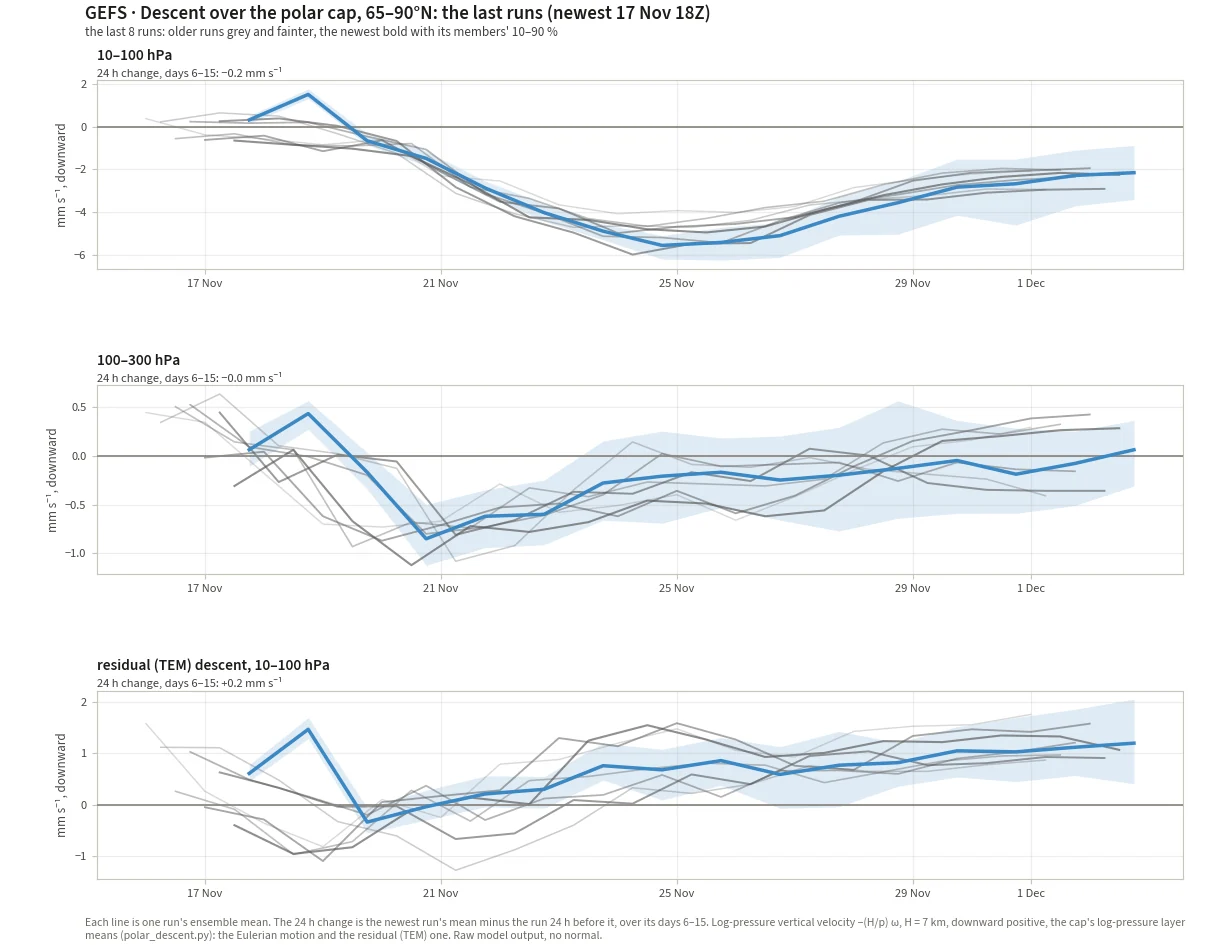 GEFS · Descent over the polar cap, 65–90°N: the last runs (newest 17 Nov 18Z)
the last 8 runs: older runs grey and fainter, the newest bold with its members' 10–90 %
10–100 hPa
24 h change, days 6–15: −0.2 mm s⁻¹
mm s⁻¹, downward
2
0
−2
−4
−6
17 Nov
21 Nov
25 Nov
29 Nov
1 Dec
100–300 hPa
24 h change, days 6–15: −0.0 mm s⁻¹
mm s⁻¹, downward
0.5
0.0
−0.5
−1.0
17 Nov
21 Nov
25 Nov
29 Nov
1 Dec
residual (TEM) descent, 10–100 hPa
24 h change, days 6–15: +0.2 mm s⁻¹
mm s⁻¹, downward
2
1
0
−1
17 Nov
21 Nov
25 Nov
29 Nov
1 Dec
Each line is one run's ensemble mean. The 24 h change is the newest run's mean minus the run 24 h before it, over its days 6–15. Log-pressure vertical velocity −(H/p) ω, H = 7 km, downward positive, the cap's log-pressure layer
means (polar_descent.py): the Eulerian motion and the residual (TEM) one. Raw model output, no normal.